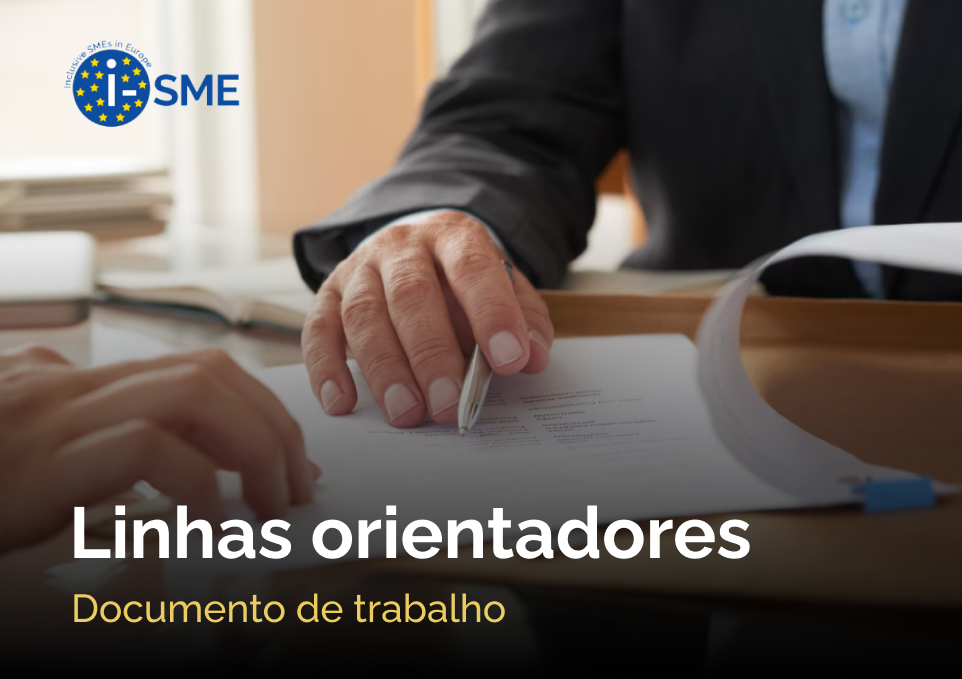 Inclusive SMEs in Europe
i-SME
Linhas orientadores
Documento de trabalho